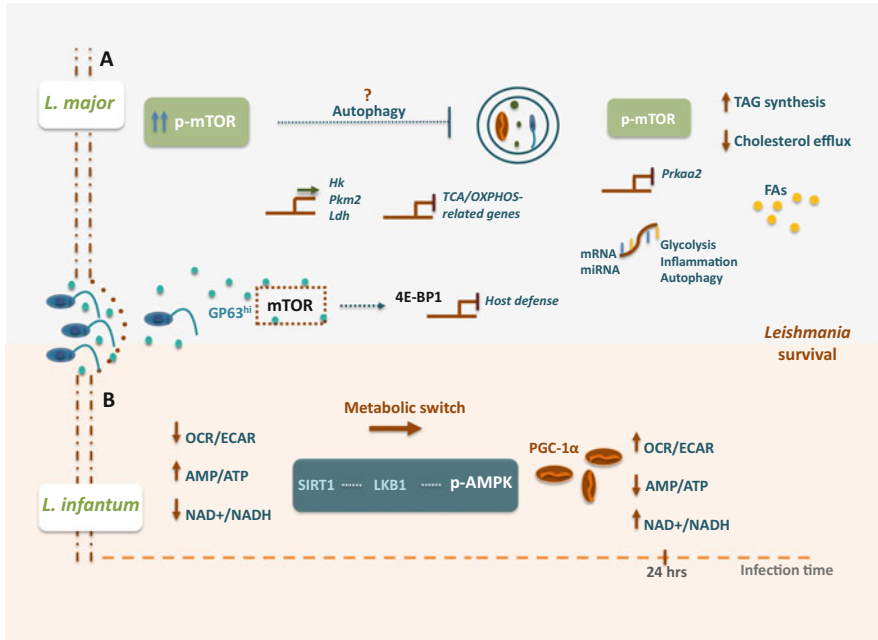 A
L. major
p-mTOR
?
Autophagy
p-mTOR
TAG synthesis
Cholesterol efflux
Hk
Pkm2
Ldh
TCA/OXPHOS-
related genes
Prkaa2
FAs
mRNA
miRNA
Glycolysis
Inflammation
Autophagy
GP63hi
mTOR
4E-BP1
Host defense
Leishmania
survival
B
L. infantum
OCR/ECAR
AMP/ATP
NAD+/NADH
Metabolic switch
SIRT1 ...... LKB1 ...... p-AMPK
PGC-1α
OCR/ECAR
AMP/ATP
NAD+/NADH
24 hrs
Infection time